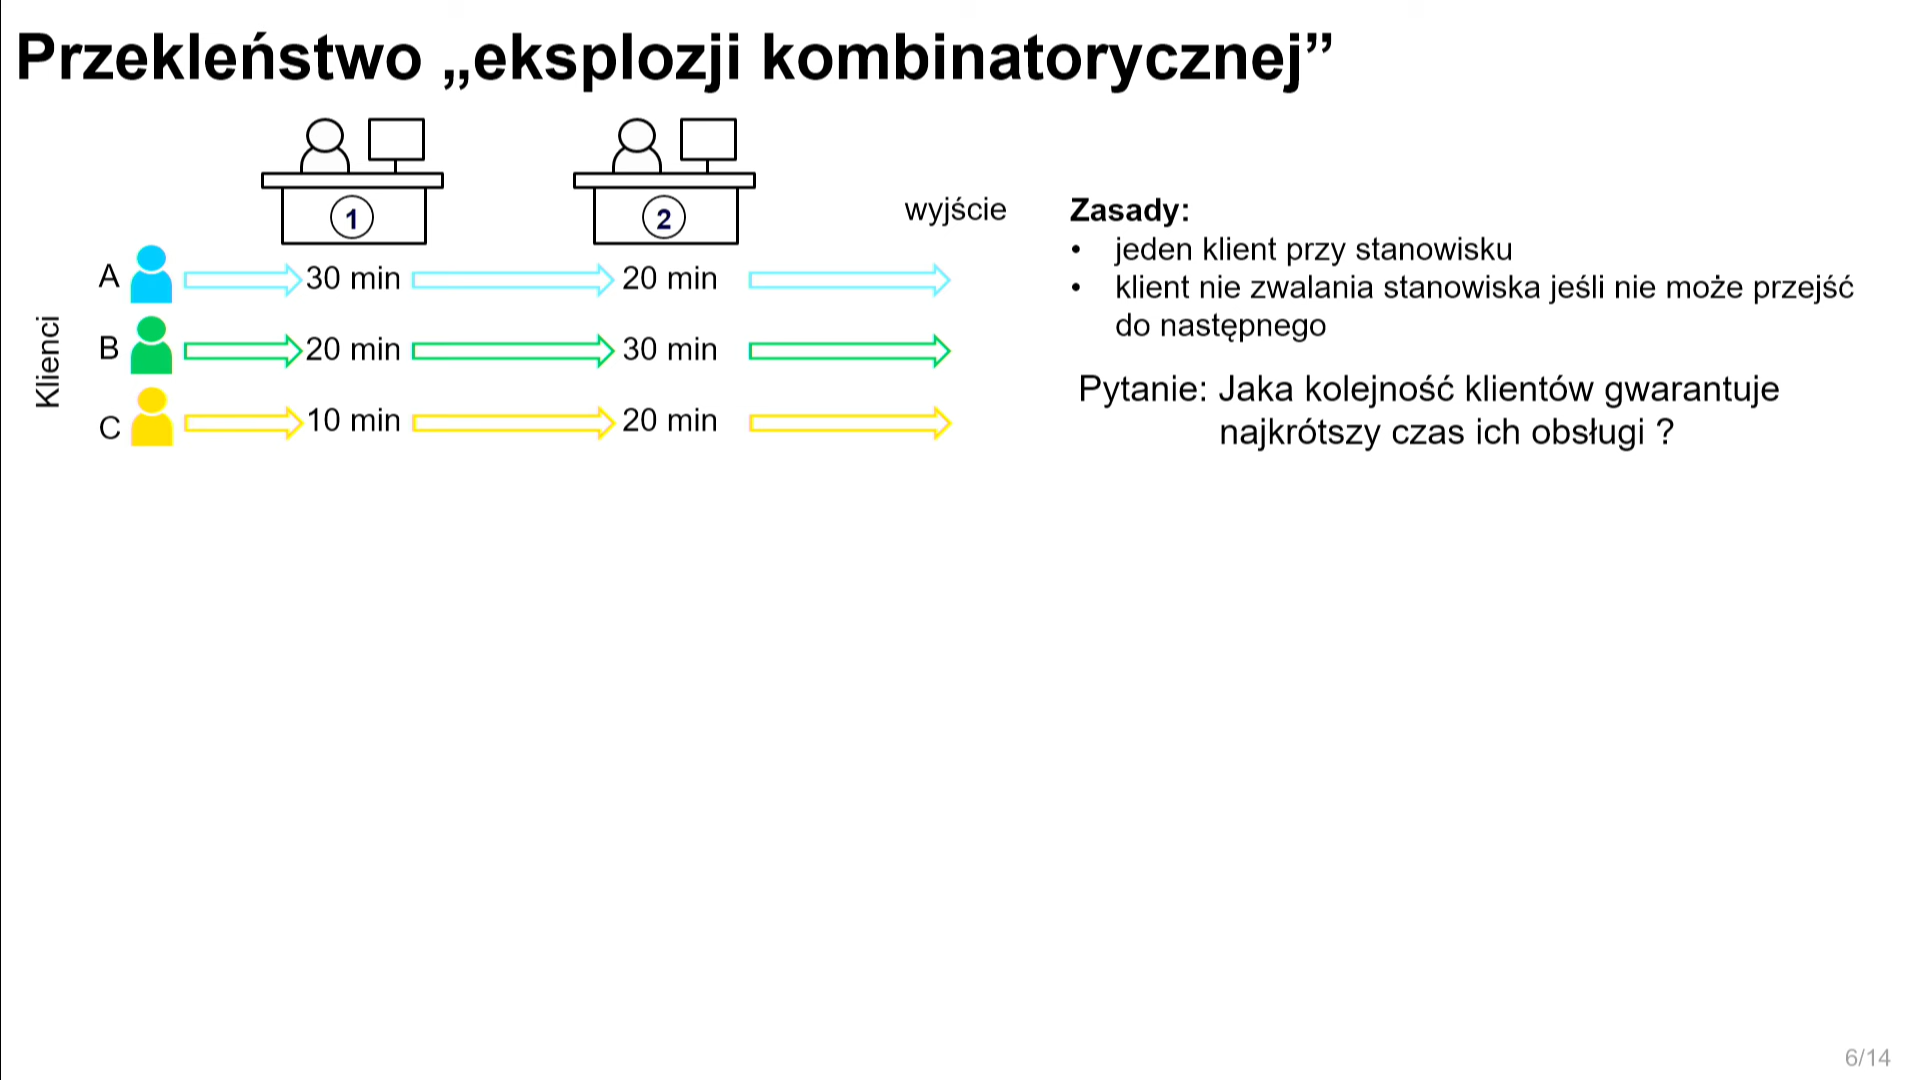 Przekleństwo „eksplozji kombinatorycznej”
1
2
wyjście
Klienci
A
30 min
20 min
B
20 min
30 min
C
10 min
20 min
Zasady:
• jeden klient przy stanowisku
• klient nie zwalania stanowiska jeśli nie może przejść
do następnego
Pytanie: Jaka kolejność klientów gwarantuje
najkrótszy czas ich obsługi ?
6/14